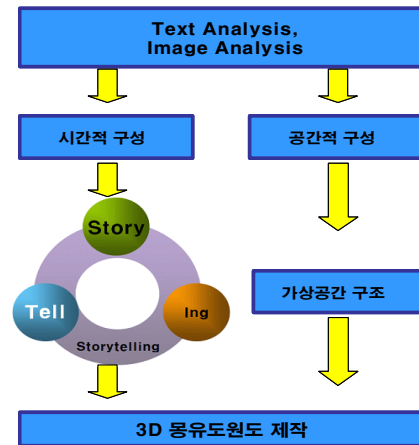 Text Analysis,
Image Analysis
시간적 구성
공간적 구성
Story
Tell
Ing
Storytelling
가상공간 구조
3D 몽유도원도 제작